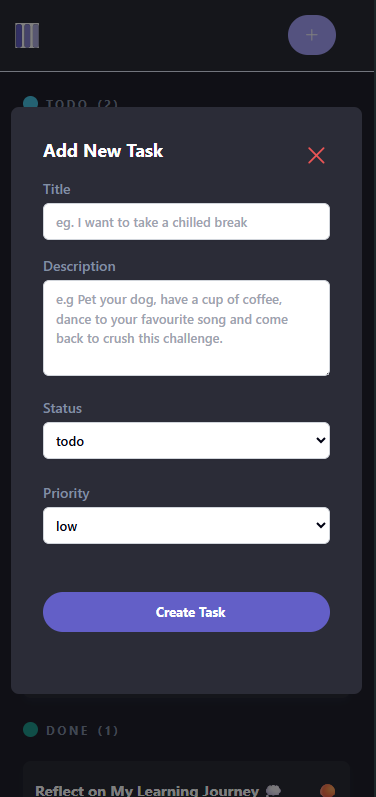 +
TODO (2)
Add New Task
Title
eg. I want to take a chilled break
Description
e.g Pet your dog, have a cup of coffee,
dance to your favourite song and come
back to crush this challenge.
Status
todo
Priority
low
Create Task
DONE (1)
Reflect on My Learning Journey 💭